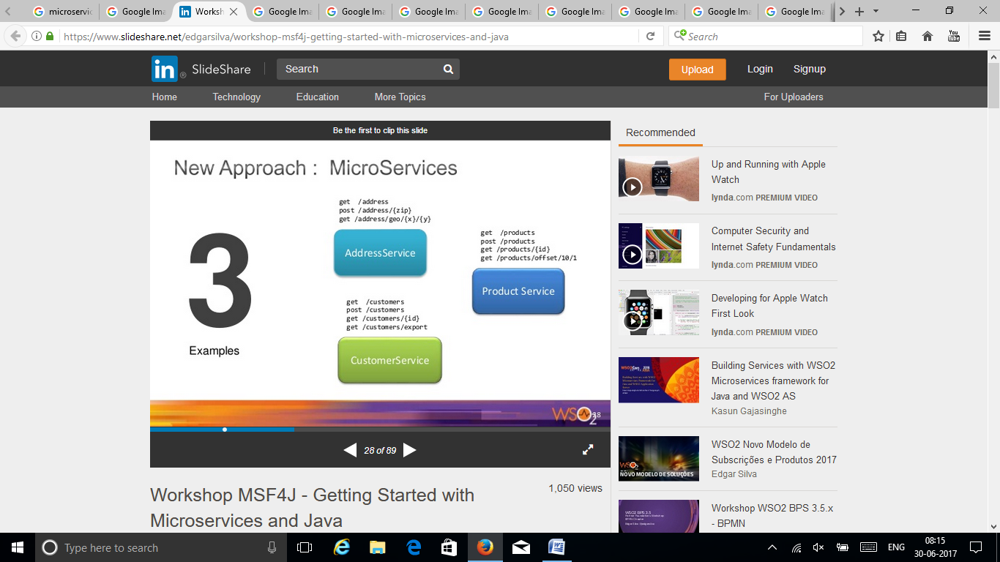 microservic
Google Ima
Worksh
Google Ima
Google Ima
Google Ima
Google Ima
Google Ima
Google Ima
Google Ima
Google Ima
https://www.slideshare.net/edgarsilva/workshop-msf4j-getting-started-with-microservices-and-java
Search
You
Tube
in ® SlideShare
Search
Upload
Login
Signup
Home
Technology
Education
More Topics
For Uploaders
Be the first to clip this slide
New Approach : MicroServices
3
Examples
get /address
post /address/{zip}
get /address/geo/{x}/{y}
AddressService
get /products
post /products
get /products/{id}
get /products/offset/10/1
Product Service
get /customers
post /customers
get /customers/{id}
get /customers/export
CustomerService
WSO2
28 of 89
Workshop MSF4J - Getting Started with
Microservices and Java
1,050 views
Recommended
Up and Running with Apple
Watch
lynda.com PREMIUM VIDEO
Computer Security and
Internet Safety Fundamentals
lynda.com PREMIUM VIDEO
Developing for Apple Watch
First Look
lynda.com PREMIUM VIDEO
Building Services with WSO2
Microservices framework for
Java and WSO2 AS
Kasun Gajasinghe
NOVO MODELO DE SOLUÇÕES
WSO2 Novo Modelo de
Subscrições e Produtos 2017
Edgar Silva
WSO2 BPS 3.5
Workshop WSO2 BPS 3.5.x
- BPMN
Type here to search
ENG
08:15
30-06-2017